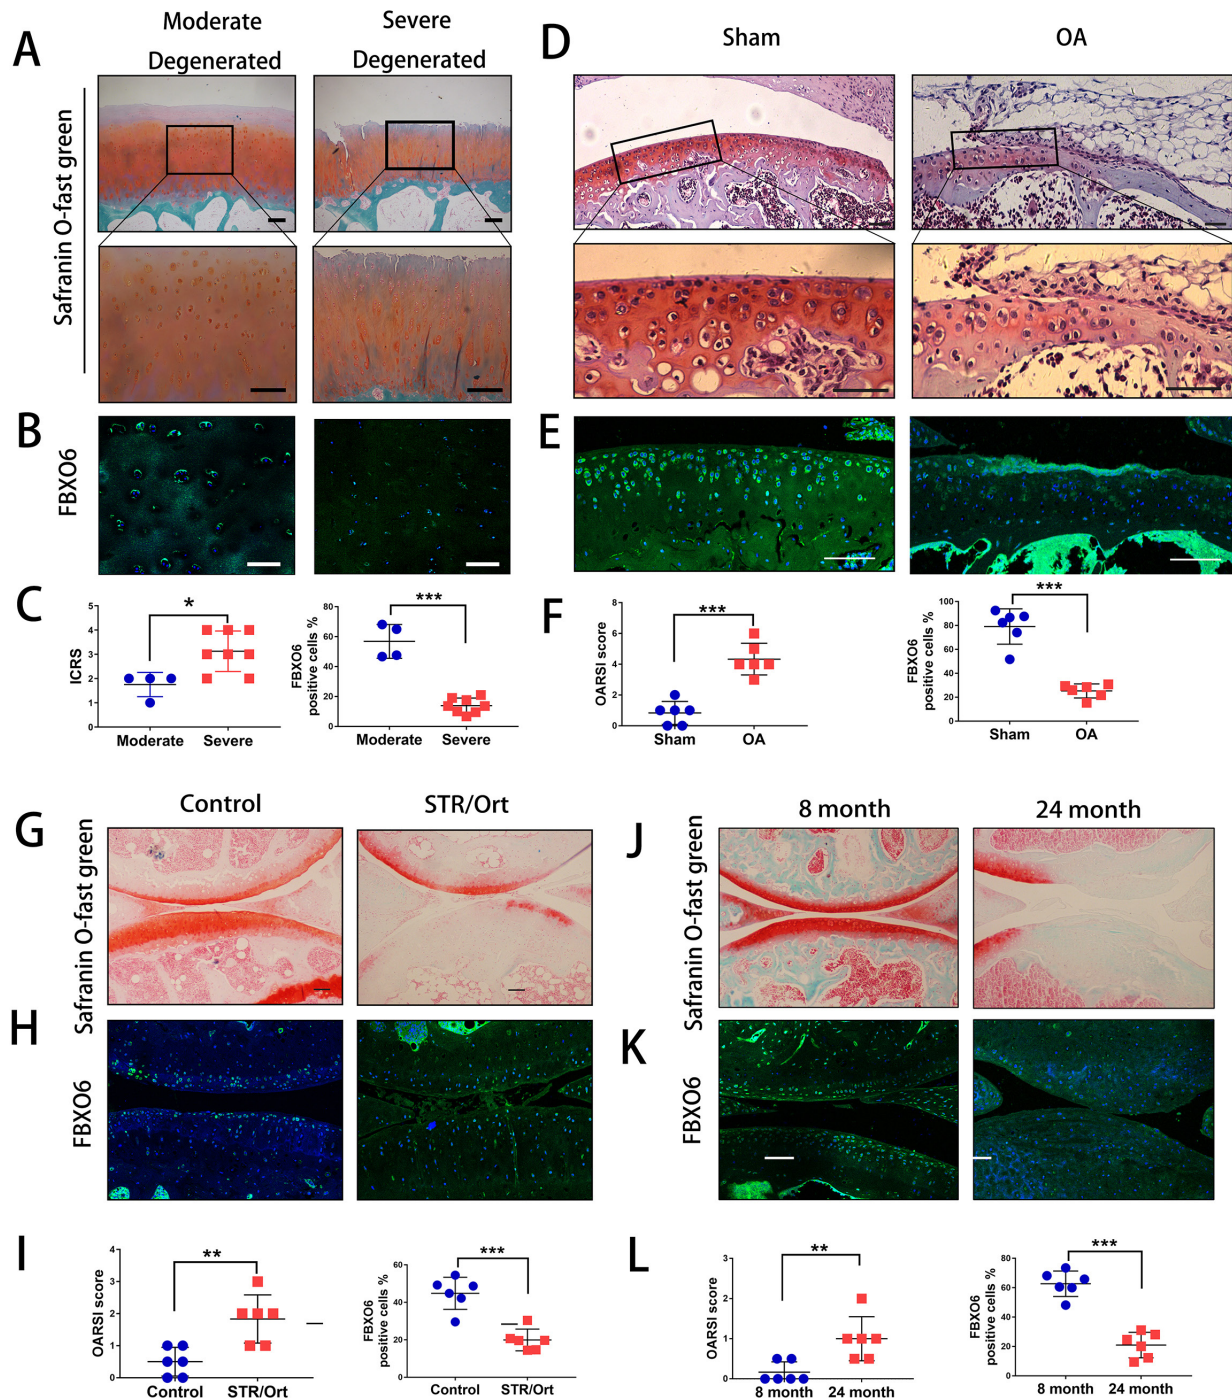 A
Moderate
Degenerated
Severe
Degenerated
Safranin O-fast green
B
FBXO6
C
ICRS
5
4
3
2
1
0
*
Moderate
Severe
FBXO6
positive cells %
80
60
40
20
0
***
Moderate
Severe
D
Sham
OA
E
F
OARSI score
8
6
4
2
0
***
Sham
OA
FBXO6
positive cells %
100
80
60
40
20
0
***
Sham
OA
G
Control
STR/Ort
Safranin O-fast green
H
FBXO6
I
OARSI score
4
3
2
1
0
**
Control
STR/Ort
FBXO6
positive cells %
60
40
20
0
***
Control
STR/Ort
J
8 month
24 month
Safranin O-fast green
K
FBXO6
L
OARSI score
3
2
1
0
**
8 month
24 month
FBXO6
positive cells %
80
60
40
20
0
***
8 month
24 month